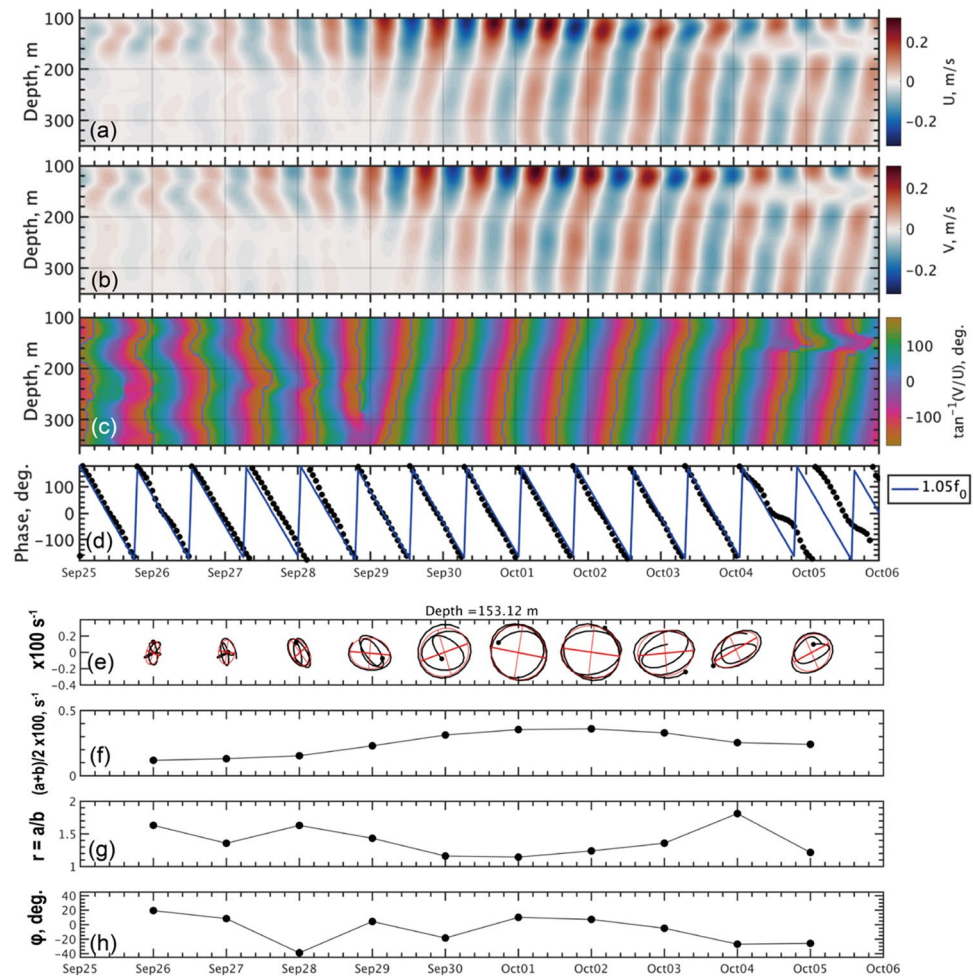 100
200
300
Depth, m
(a)
0.2
0
−0.2
U, m/s
100
200
300
Depth, m
(b)
0.2
0
−0.2
V, m/s
100
200
300
Depth, m
(c)
100
0
−100
tan⁻¹(V/U), deg.
100
0
−100
Phase, deg.
(d)
1.05f₀
Sep25 Sep26 Sep27 Sep28 Sep29 Sep30 Oct01 Oct02 Oct03 Oct04 Oct05 Oct06
Depth =153.12 m
x100 s⁻¹
0.2
0
−0.2
−0.4
(e)
(a+b)/2 x100, s⁻¹
0.5
0
(f)
r = a/b
2
1.5
1
(g)
φ, deg.
40
20
0
−20
−40
(h)
Sep25 Sep26 Sep27 Sep28 Sep29 Sep30 Oct01 Oct02 Oct03 Oct04 Oct05 Oct06